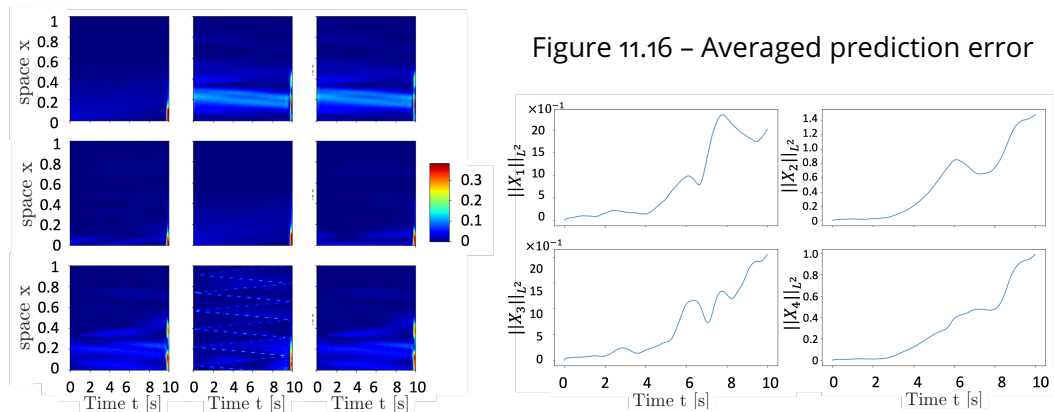 1
0.8
0.6
0.4
0.2
0
space x
1
0.8
0.6
0.4
0.2
0
space x
0.3
0.2
0.1
0
1
0.8
0.6
0.4
0.2
0
space x
0 2 4 6 8 10
0 2 4 6 8 10
0 2 4 6 8 10
Time t [s]
Time t [s]
Time t [s]
Figure 11.16 – Averaged prediction error
×10⁻¹
20
15
10
5
0
||X₁||_L²
1.4
1.2
1.0
0.8
0.6
0.4
0.2
0
||X₂||_L²
×10⁻¹
20
15
10
5
0
||X₃||_L²
0 2 4 6 8 10
Time t [s]
1.0
0.8
0.6
0.4
0.2
0
||X₄||_L²
0 2 4 6 8 10
Time t [s]